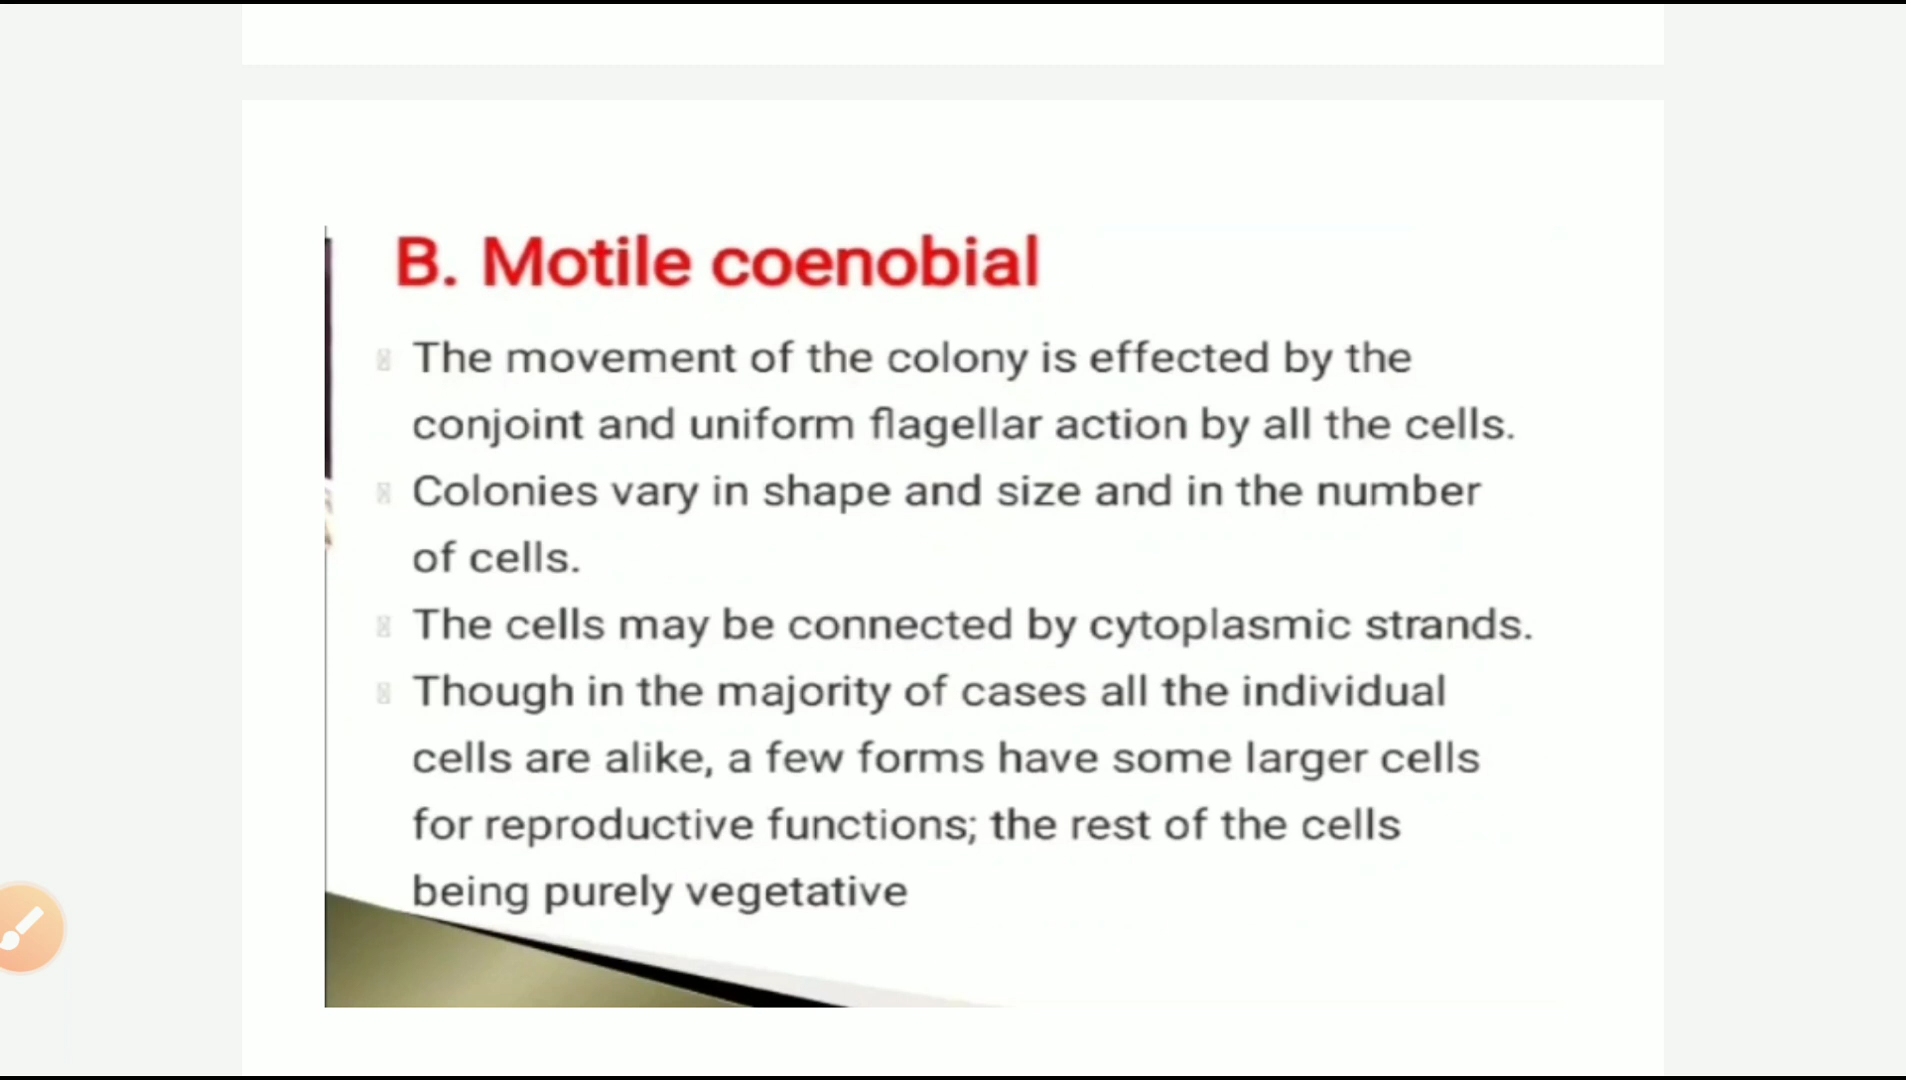 B. Motile coenobial
The movement of the colony is effected by the
conjoint and uniform flagellar action by all the cells.
Colonies vary in shape and size and in the number
of cells.
The cells may be connected by cytoplasmic strands.
Though in the majority of cases all the individual
cells are alike, a few forms have some larger cells
for reproductive functions; the rest of the cells
being purely vegetative